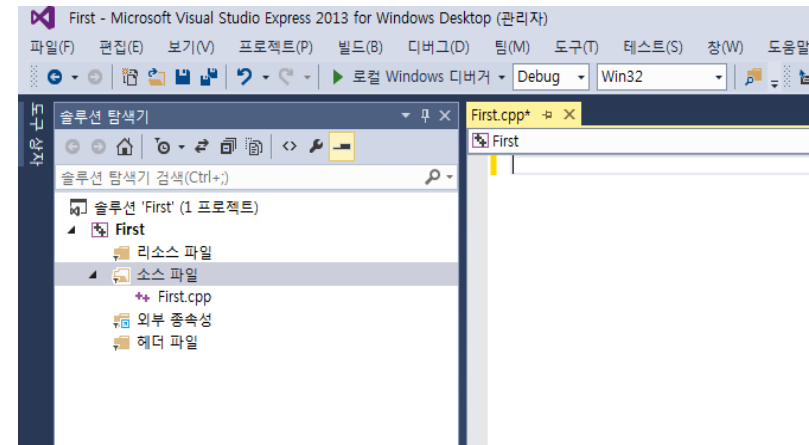 First - Microsoft Visual Studio Express 2013 for Windows Desktop (관리자)
파일(F) 편집(E) 보기(V) 프로젝트(P) 빌드(B) 디버그(D) 팀(M) 도구(T) 테스트(S) 창(W) 도움말
로컬 Windows 디버거 Debug Win32
도구 상자
솔루션 탐색기
First.cpp*
First
솔루션 탐색기 검색(Ctrl+;)
솔루션 'First' (1 프로젝트)
First
리소스 파일
소스 파일
First.cpp
외부 종속성
헤더 파일